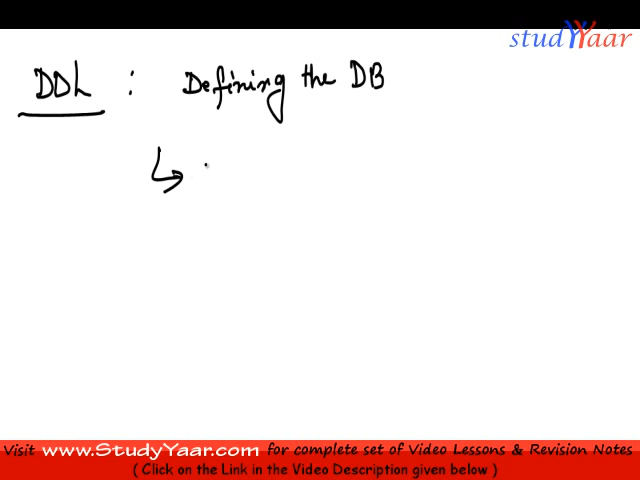 studYYaar
DDL : Defining the DB
Visit www.StudyYaar.com for complete set of Video Lessons & Revision Notes
( Click on the Link in the Video Description given below )